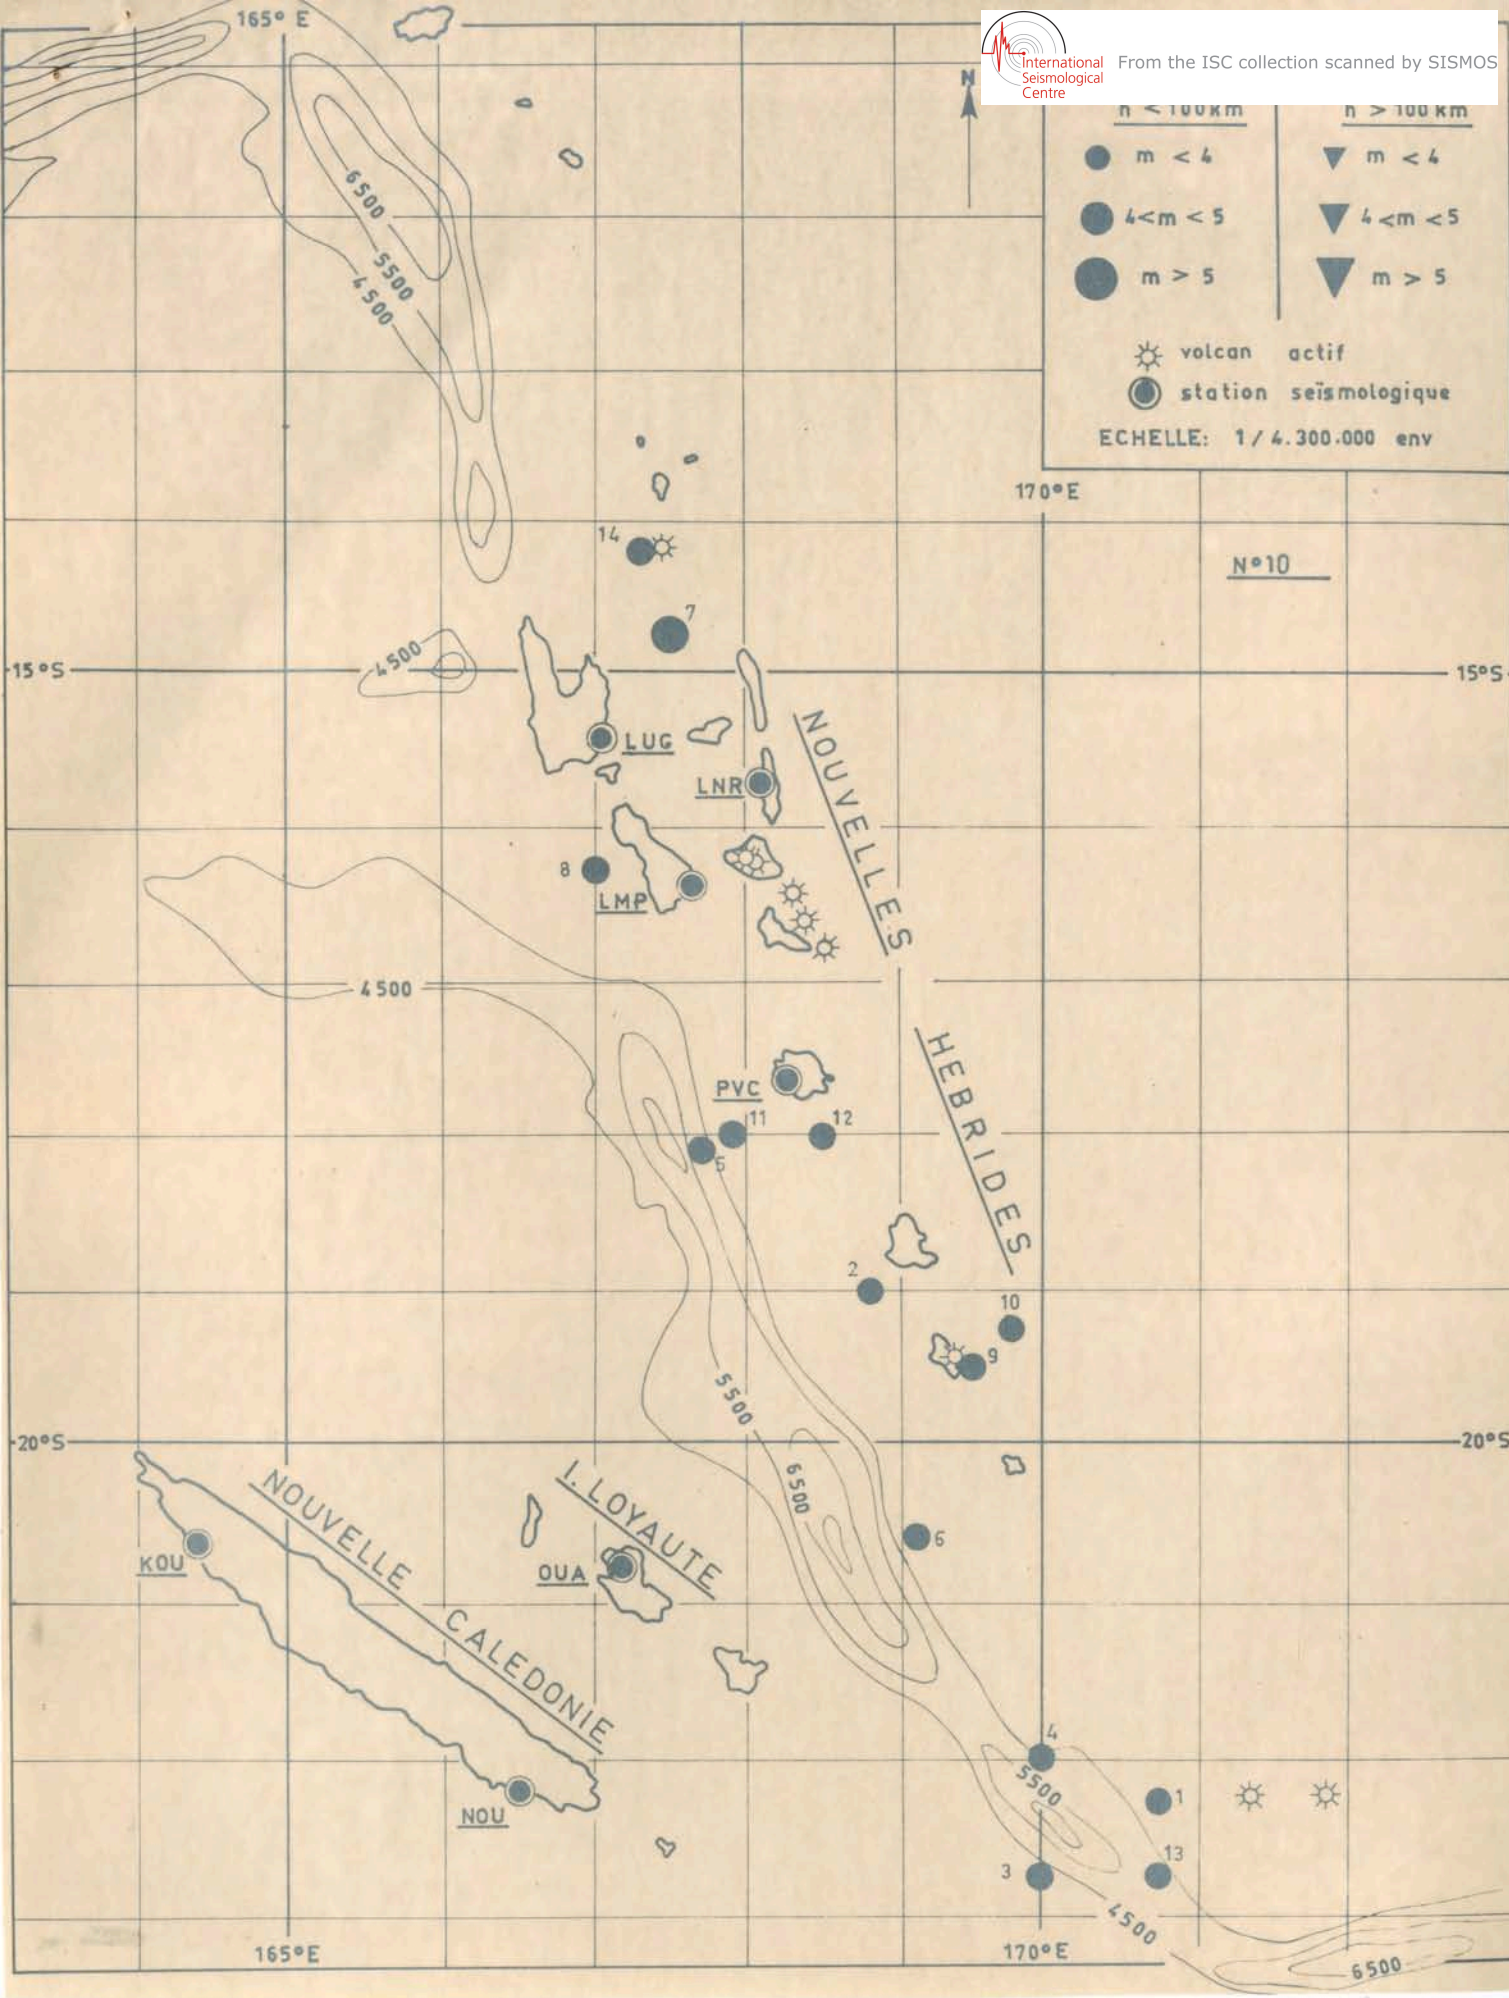 165° E
International
Seismological
Centre
From the ISC collection scanned by SISMOS
N
h < 100km
h > 100 km
m < 4
m < 4
4<m < 5
4<m <5
m > 5
m > 5
volcan actif
station seïsmologique
ECHELLE: 1/4.300.000 env
6500
5500
4500
170°E
14
N°10
7
15°S
4500
15°S
LUG
LNR
NOUVELLES
8
LMP
4500
HEBRIDES
PVC
11
12
5
2
10
9
5500
20°S
20°S
6500
NOUVELLE CALEDONIE
I. LOYAUTE
6
KOU
OUA
4
5500
1
NOU
13
3
4500
165°E
170°E
6500